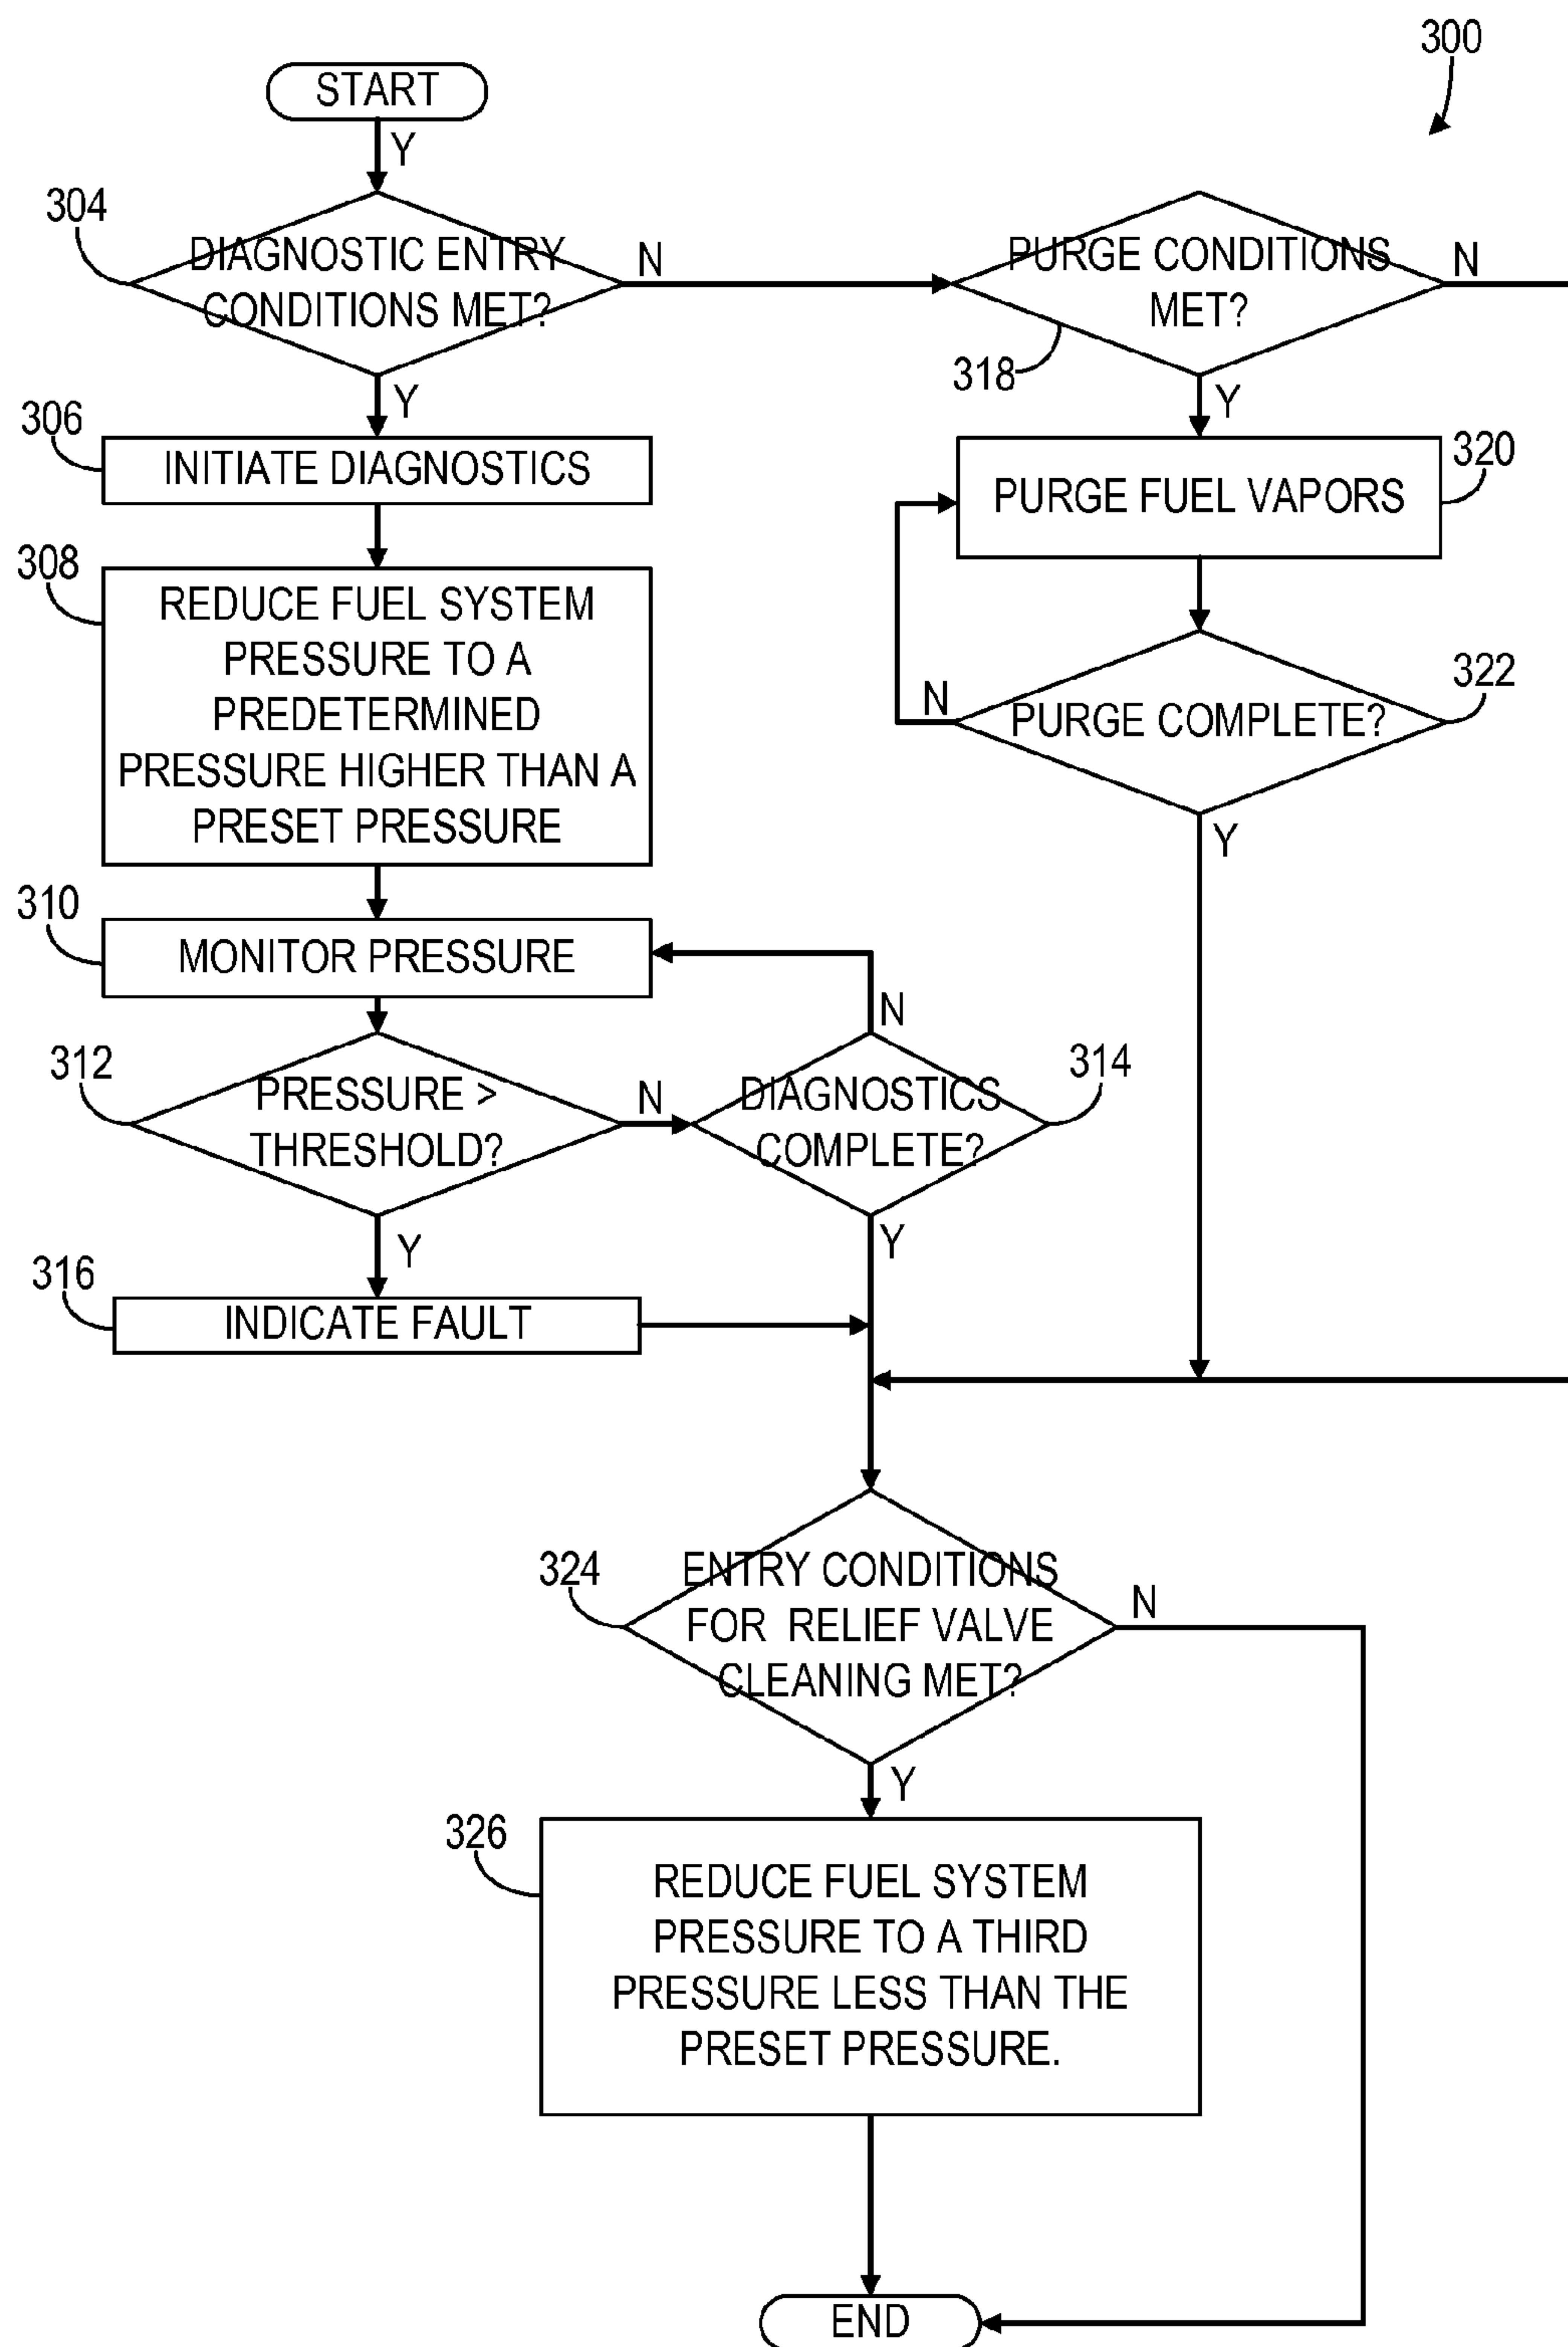 300
START
Y
304
DIAGNOSTIC ENTRY
CONDITIONS MET?
N
PURGE CONDITIONS
MET?
N
318
Y
Y
306
INITIATE DIAGNOSTICS
320
PURGE FUEL VAPORS
308
REDUCE FUEL SYSTEM
PRESSURE TO A
PREDETERMINED
PRESSURE HIGHER THAN A
PRESET PRESSURE
322
N
PURGE COMPLETE?
Y
310
MONITOR PRESSURE
N
312
PRESSURE >
THRESHOLD?
N
DIAGNOSTICS
COMPLETE?
314
Y
Y
316
INDICATE FAULT
324
ENTRY CONDITIONS
FOR RELIEF VALVE
CLEANING MET?
N
Y
326
REDUCE FUEL SYSTEM
PRESSURE TO A THIRD
PRESSURE LESS THAN THE
PRESET PRESSURE.
END